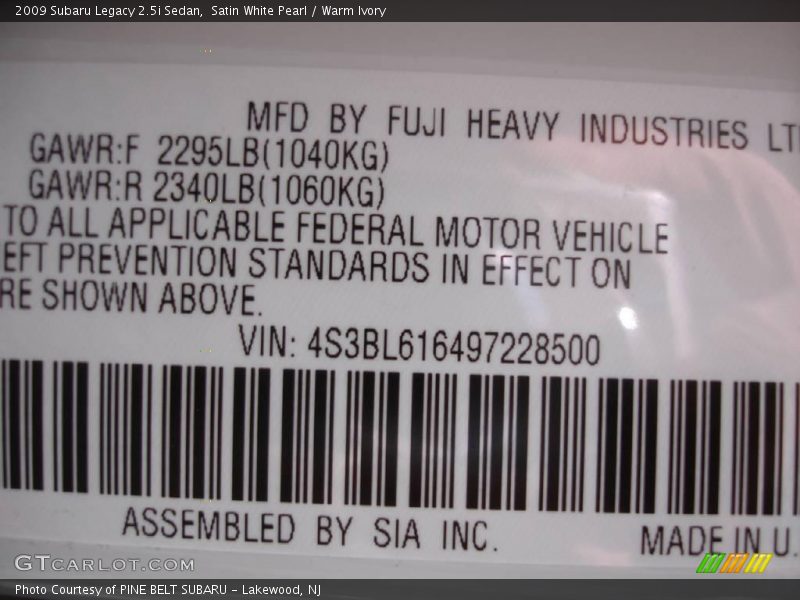 2009 Subaru Legacy 2.5i Sedan,  Satin White Pearl / Warm Ivory
MFD BY FUJI HEAVY INDUSTRIES LT
GAWR:F 2295LB(1040KG)
GAWR:R 2340LB(1060KG)
TO ALL APPLICABLE FEDERAL MOTOR VEHICLE
EFT PREVENTION STANDARDS IN EFFECT ON
RE SHOWN ABOVE.
VIN: 4S3BL616497228500
ASSEMBLED BY SIA INC.
MADE IN U.
GTCARLOT.COM
Photo Courtesy of PINE BELT SUBARU - Lakewood, NJ